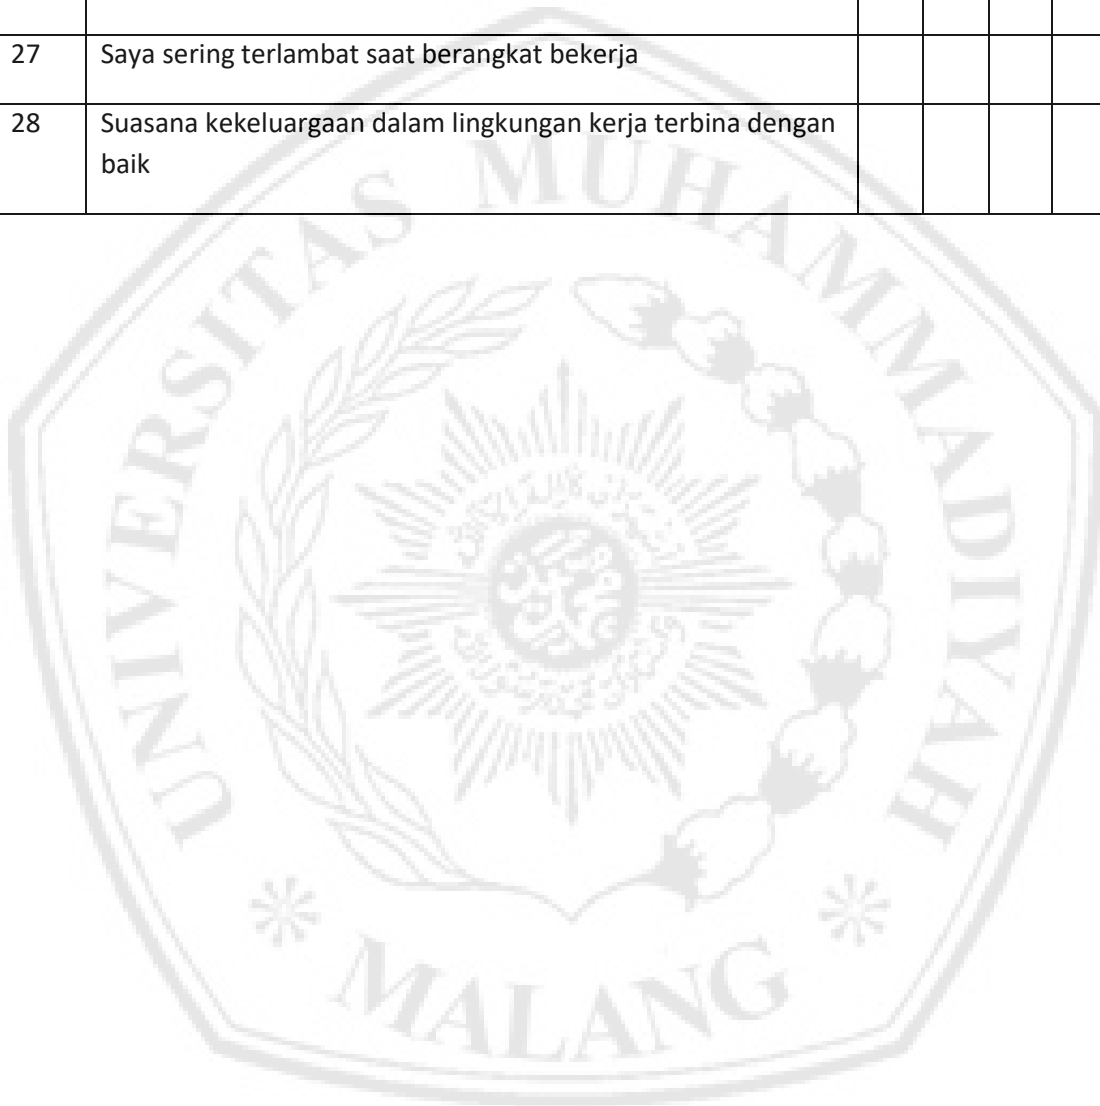 27 Saya sering terlambat saat berangkat bekerja
28 Suasana kekeluargaan dalam lingkungan kerja terbina dengan
baik
UNIVERSITAS MUHAMMADIYAH
MALANG